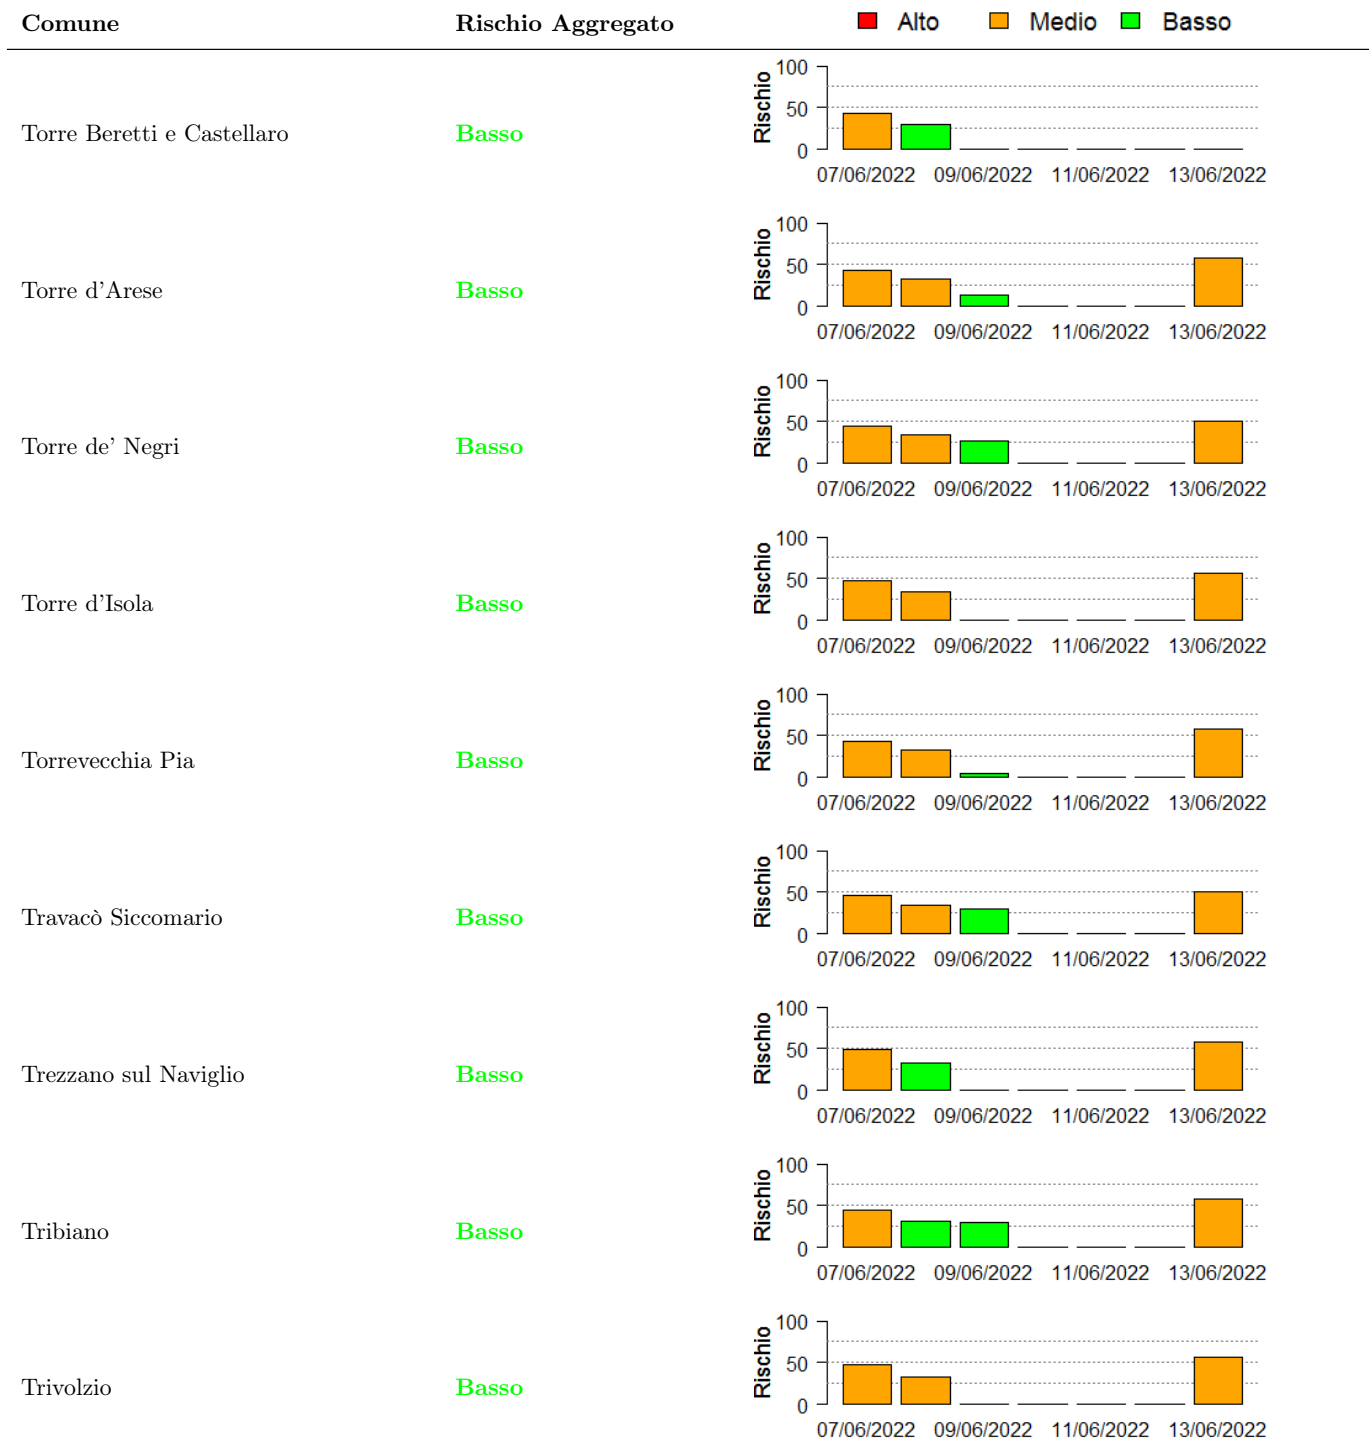 Comune Rischio Aggregato Alto Medio Basso
100
50
0
Rischio
Torre Beretti e Castellaro Basso
07/06/2022 09/06/2022 11/06/2022 13/06/2022
100
50
0
Rischio
Torre d'Arese Basso
07/06/2022 09/06/2022 11/06/2022 13/06/2022
100
50
0
Rischio
Torre de' Negri Basso
07/06/2022 09/06/2022 11/06/2022 13/06/2022
100
50
0
Rischio
Torre d'Isola Basso
07/06/2022 09/06/2022 11/06/2022 13/06/2022
100
50
0
Rischio
Torrevecchia Pia Basso
07/06/2022 09/06/2022 11/06/2022 13/06/2022
100
50
0
Rischio
Travacò Siccomario Basso
07/06/2022 09/06/2022 11/06/2022 13/06/2022
100
50
0
Rischio
Trezzano sul Naviglio Basso
07/06/2022 09/06/2022 11/06/2022 13/06/2022
100
50
0
Rischio
Tribiano Basso
07/06/2022 09/06/2022 11/06/2022 13/06/2022
100
50
0
Rischio
Trivolzio Basso
07/06/2022 09/06/2022 11/06/2022 13/06/2022